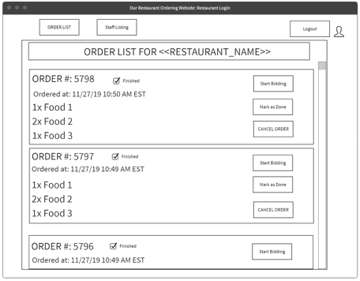 Our Restaurant Ordering Website: Restaurant Login
ORDER LIST
Staff Listing
Logout
ORDER LIST FOR <<RESTAURANT_NAME>>
ORDER #: 5798
Finished
Start Bidding
Ordered at: 11/27/19 10:50 AM EST
1x Food 1
Mark as Done
2x Food 2
1x Food 3
CANCEL ORDER
ORDER #: 5797
Finished
Start Bidding
Ordered at: 11/27/19 10:49 AM EST
1x Food 1
Mark as Done
2x Food 2
1x Food 3
CANCEL ORDER
ORDER #: 5796
Finished
Start Bidding
Ordered at: 11/27/19 10:49 AM EST